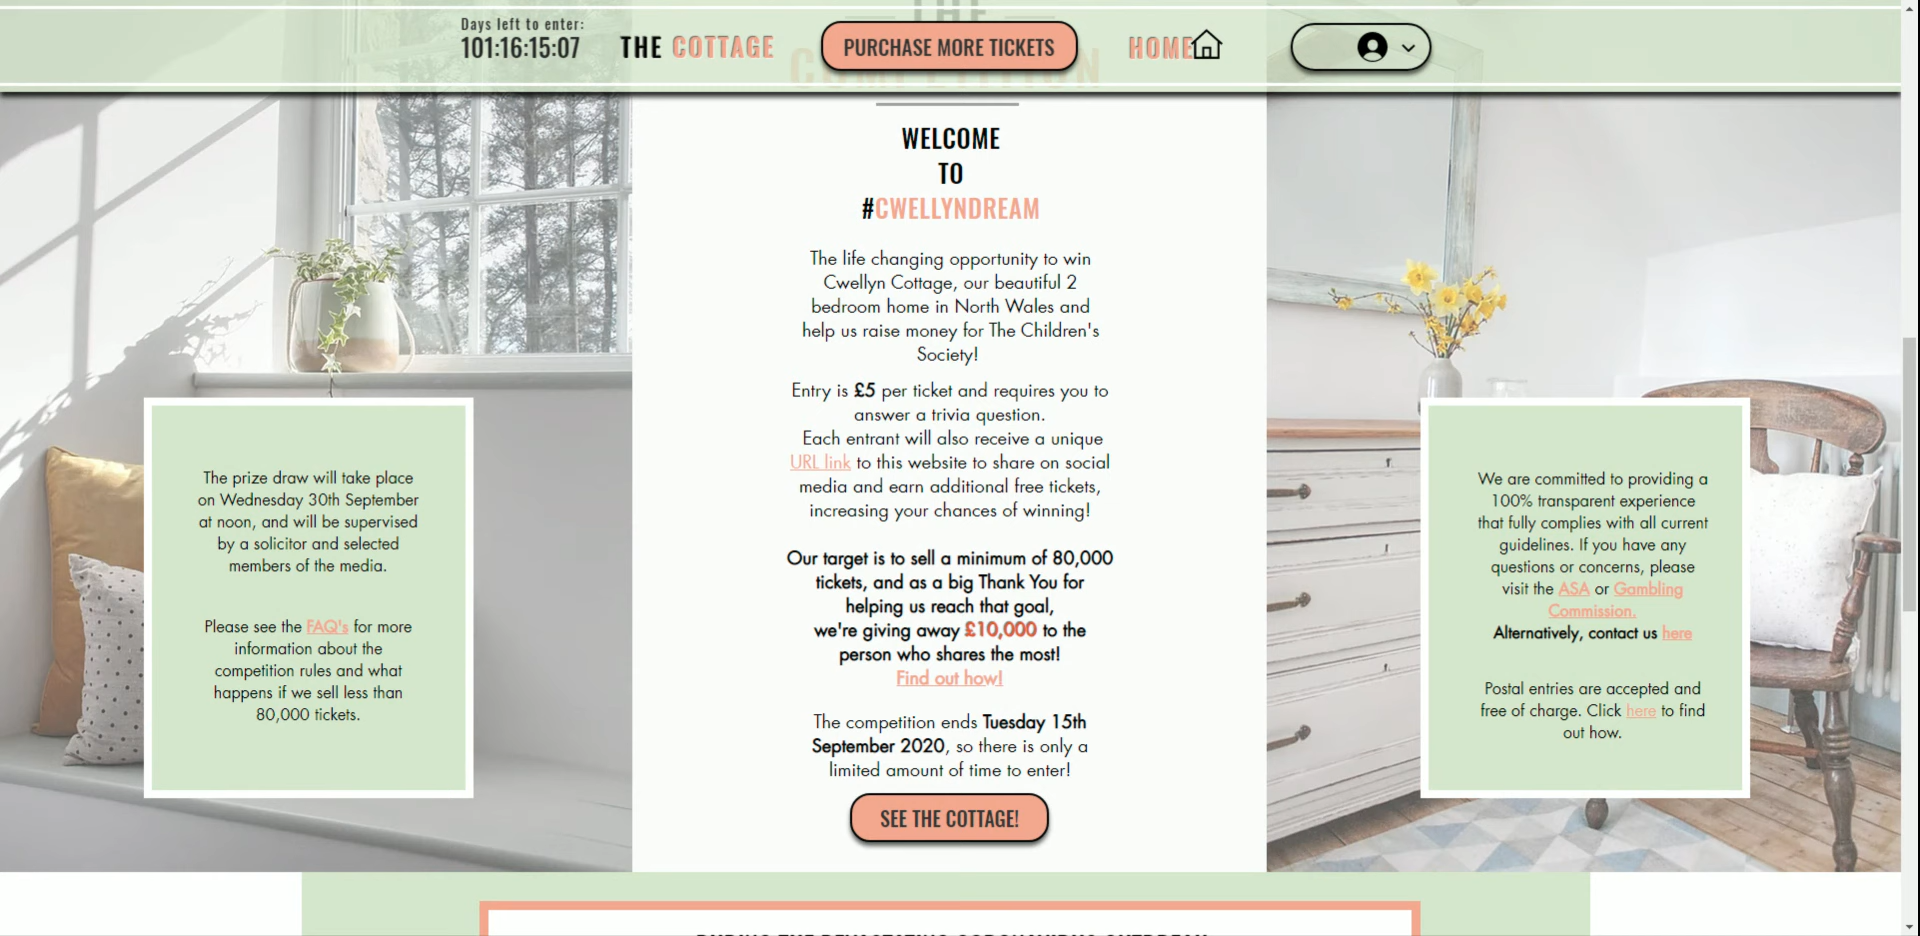 Days left to enter:
101:16:15:07
THE COTTAGE
PURCHASE MORE TICKETS
HOME
THE
COMPETITION
WELCOME
TO
#CWELLYNDREAM
The life changing opportunity to win
Cwellyn Cottage, our beautiful 2
bedroom home in North Wales and
help us raise money for The Children's
Society!
Entry is £5 per ticket and requires you to
answer a trivia question.
Each entrant will also receive a unique
URL link to this website to share on social
media and earn additional free tickets,
increasing your chances of winning!
Our target is to sell a minimum of 80,000
tickets, and as a big Thank You for
helping us reach that goal,
we're giving away £10,000 to the
person who shares the most!
Find out how!
The competition ends Tuesday 15th
September 2020, so there is only a
limited amount of time to enter!
SEE THE COTTAGE!
The prize draw will take place
on Wednesday 30th September
at noon, and will be supervised
by a solicitor and selected
members of the media.
Please see the FAQ's for more
information about the
competition rules and what
happens if we sell less than
80,000 tickets.
We are committed to providing a
100% transparent experience
that fully complies with all current
guidelines. If you have any
questions or concerns, please
visit the ASA or Gambling
Commission.
Alternatively, contact us here
Postal entries are accepted and
free of charge. Click here to find
out how.
DURING THE DEVASTATING CORONAVIRUS OUTBREAK